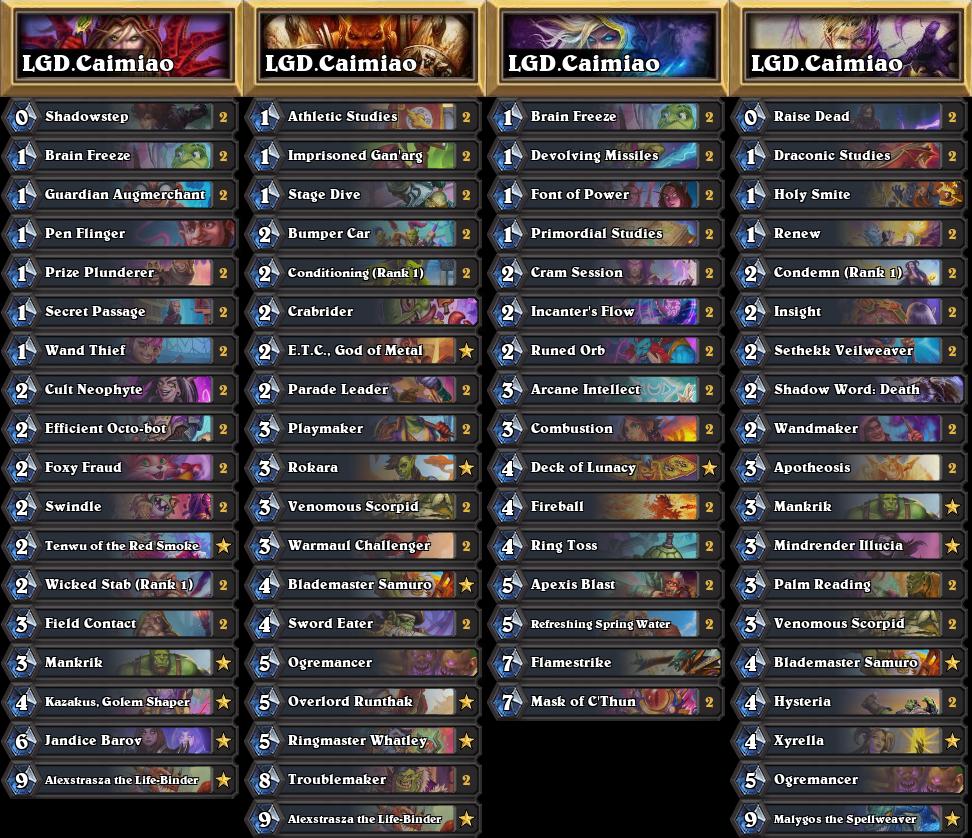 LGD.Caimiao
0 Shadowstep 2
1 Brain Freeze 2
1 Guardian Augmerchant 2
1 Pen Flinger
1 Prize Plunderer 2
1 Secret Passage 2
1 Wand Thief 2
2 Cult Neophyte 2
2 Efficient Octo-bot 2
2 Foxy Fraud 2
2 Swindle 2
2 Tenwu of the Red Smoke
2 Wicked Stab (Rank 1) 2
3 Field Contact 2
3 Mankrik
4 Kazakus, Golem Shaper
6 Jandice Barov
9 Alexstrasza the Life-Binder
LGD.Caimiao
1 Athletic Studies 2
1 Imprisoned Gan'arg 2
1 Stage Dive 2
2 Bumper Car 2
2 Conditioning (Rank 1) 2
2 Crabrider
2 E.T.C., God of Metal
2 Parade Leader 2
3 Playmaker 2
3 Rokara
3 Venomous Scorpid 2
3 Warmaul Challenger 2
4 Blademaster Samuro
4 Sword Eater 2
5 Ogremancer
5 Overlord Runthak
5 Ringmaster Whatley
8 Troublemaker 2
9 Alexstrasza the Life-Binder
LGD.Caimiao
1 Brain Freeze 2
1 Devolving Missiles 2
1 Font of Power 2
1 Primordial Studies 2
2 Cram Session 2
2 Incanter's Flow 2
2 Runed Orb 2
3 Arcane Intellect 2
3 Combustion 2
4 Deck of Lunacy
4 Fireball 2
4 Ring Toss 2
5 Apexis Blast 2
5 Refreshing Spring Water 2
7 Flamestrike
7 Mask of C'Thun 2
LGD.Caimiao
0 Raise Dead 2
1 Draconic Studies 2
1 Holy Smite 2
1 Renew 2
2 Condemn (Rank 1) 2
2 Insight 2
2 Sethekk Veilweaver 2
2 Shadow Word: Death
2 Wandmaker 2
3 Apotheosis 2
3 Mankrik
3 Mindrender Illucia
3 Palm Reading 2
3 Venomous Scorpid 2
4 Blademaster Samuro
4 Hysteria 2
4 Xyrella
5 Ogremancer
9 Malygos the Spellweaver